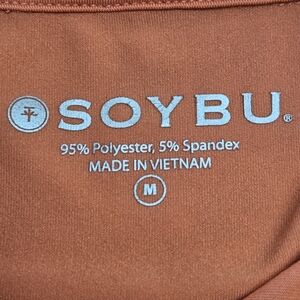 SOYBU®
95% Polyester, 5% Spandex
MADE IN VIETNAM
M